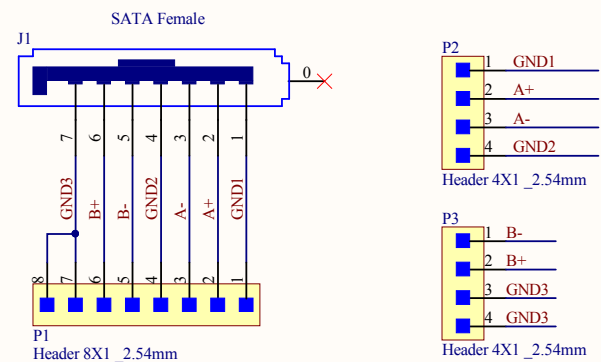 SATA Female
J1
0
7 6 5 4 3 2 1
GND3 B+ B- GND2 A- A+ GND1
8 7 6 5 4 3 2 1
P1
Header 8X1 _2.54mm
P2
1 GND1
2 A+
3 A-
4 GND2
Header 4X1 _2.54mm
P3
1 B-
2 B+
3 GND3
4 GND3
Header 4X1 _2.54mm